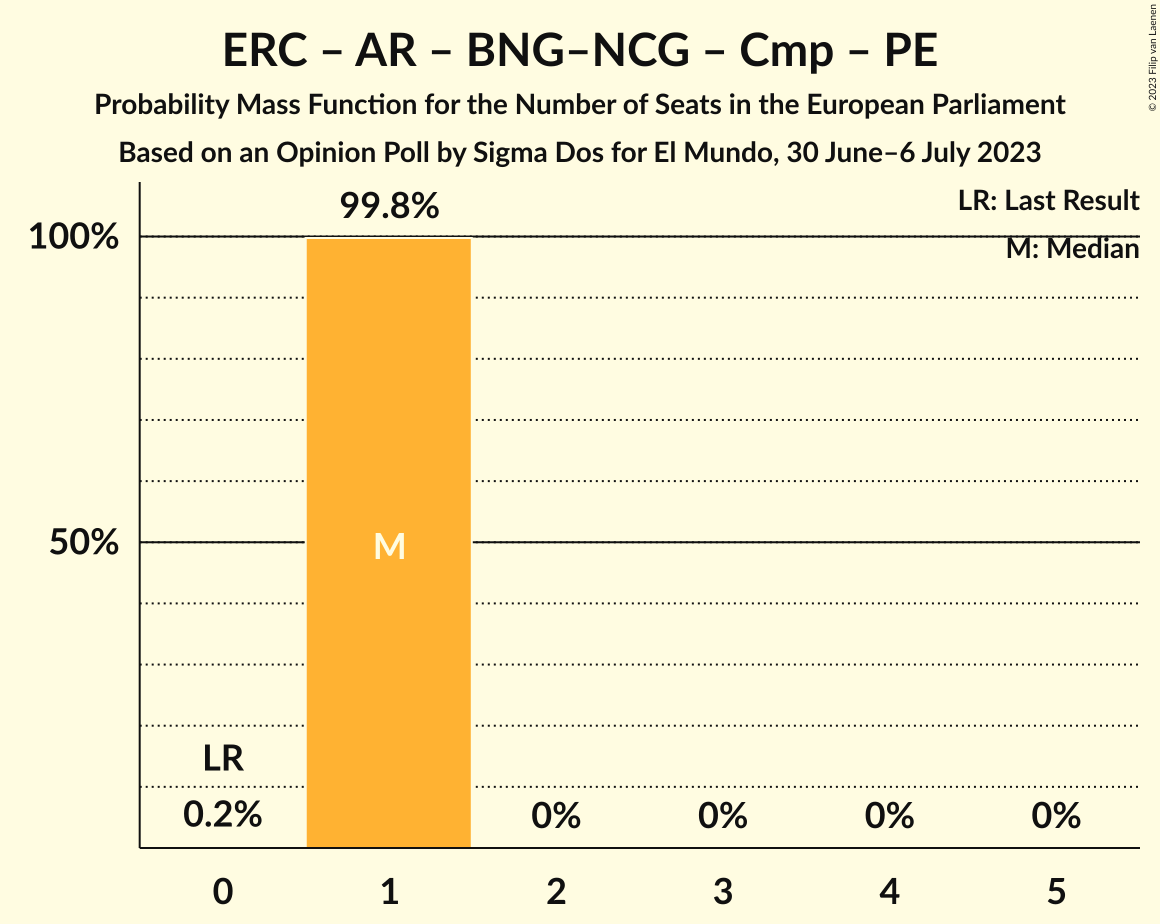 ERC – AR – BNG–NCG – Cmp – PE
Probability Mass Function for the Number of Seats in the European Parliament
Based on an Opinion Poll by Sigma Dos for El Mundo, 30 June–6 July 2023
© 2023 Filip van Laenen
LR: Last Result
M: Median
99.8%
100%
50%
M
LR
0.2%
0%
0%
0%
0%
0
1
2
3
4
5